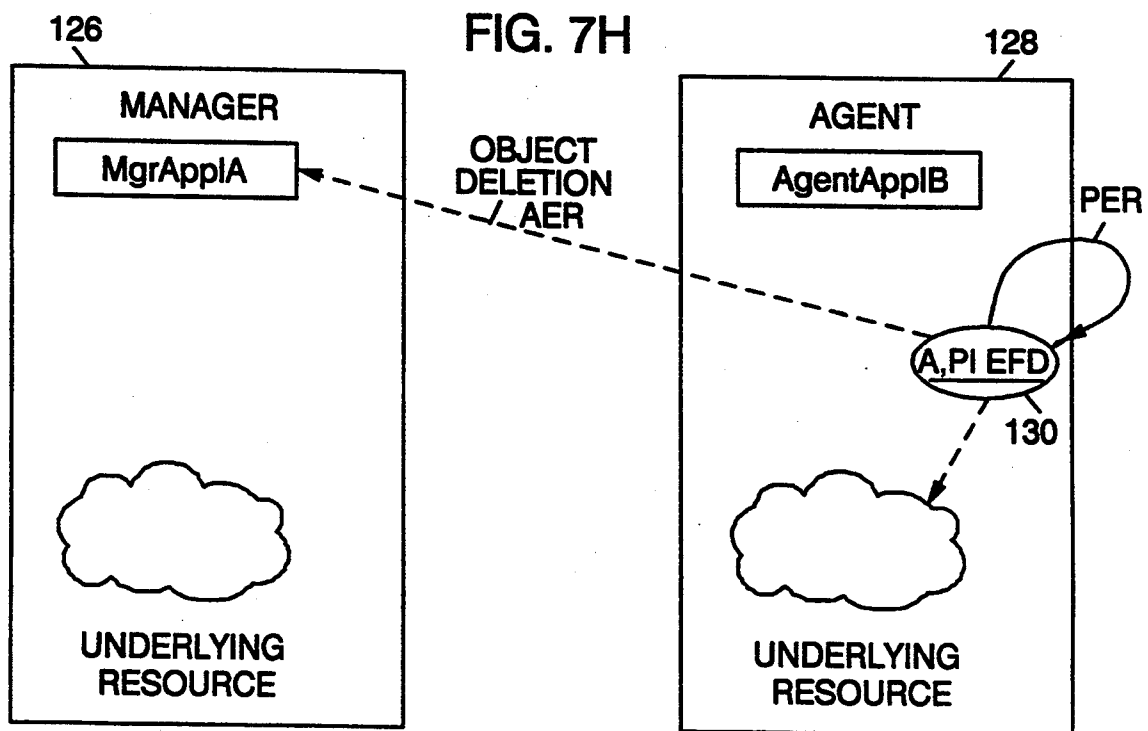 FIG. 7H
126
128
MANAGER
MgrApplA
OBJECT
DELETION
AER
AGENT
AgentApplB
PER
A,PI EFD
130
UNDERLYING
RESOURCE
UNDERLYING
RESOURCE